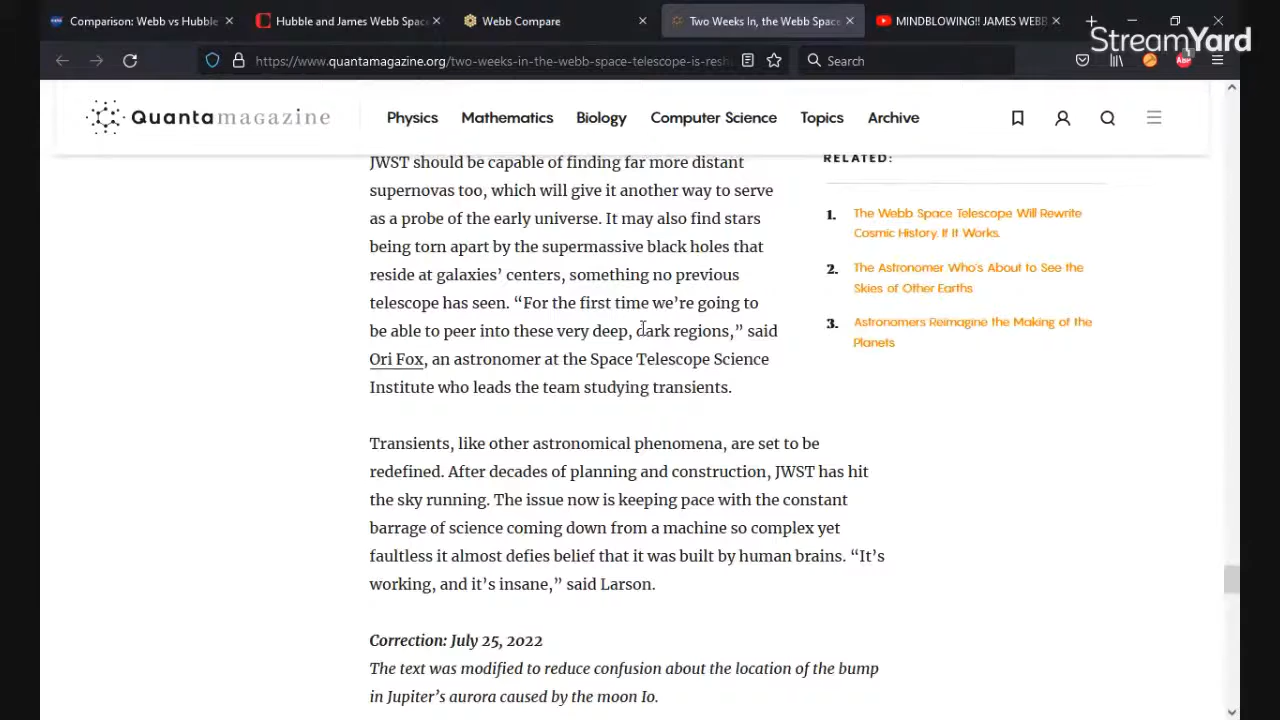 Comparison: Webb vs Hubble
Hubble and James Webb Spac
Webb Compare
Two Weeks In, the Webb Space
MINDBLOWING!! JAMES WEBB
StreamYard
https://www.quantamagazine.org/two-weeks-in-the-webb-space-telescope-is-resh
Search
Quantamagazine
Physics
Mathematics
Biology
Computer Science
Topics
Archive
JWST should be capable of finding far more distant
supernovas too, which will give it another way to serve
as a probe of the early universe. It may also find stars
being torn apart by the supermassive black holes that
reside at galaxies’ centers, something no previous
telescope has seen. “For the first time we’re going to
be able to peer into these very deep, dark regions,” said
Ori Fox, an astronomer at the Space Telescope Science
Institute who leads the team studying transients.
RELATED:
1. The Webb Space Telescope Will Rewrite
Cosmic History. If It Works.
2. The Astronomer Who’s About to See the
Skies of Other Earths
3. Astronomers Reimagine the Making of the
Planets
Transients, like other astronomical phenomena, are set to be
redefined. After decades of planning and construction, JWST has hit
the sky running. The issue now is keeping pace with the constant
barrage of science coming down from a machine so complex yet
faultless it almost defies belief that it was built by human brains. “It’s
working, and it’s insane,” said Larson.
Correction: July 25, 2022
The text was modified to reduce confusion about the location of the bump
in Jupiter’s aurora caused by the moon Io.